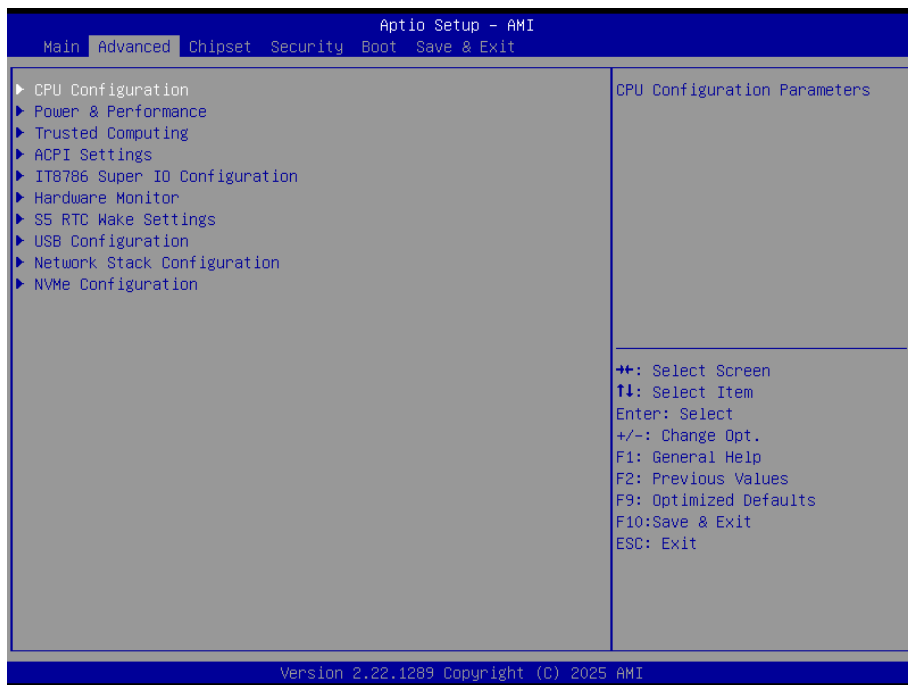 Aptio Setup - AMI
Main Advanced Chipset Security Boot Save & Exit
CPU Configuration
Power & Performance
Trusted Computing
ACPI Settings
IT8786 Super IO Configuration
Hardware Monitor
S5 RTC Wake Settings
USB Configuration
Network Stack Configuration
NVMe Configuration
CPU Configuration Parameters
→←: Select Screen
↑↓: Select Item
Enter: Select
+/-: Change Opt.
F1: General Help
F2: Previous Values
F9: Optimized Defaults
F10:Save & Exit
ESC: Exit
Version 2.22.1289 Copyright (C) 2025 AMI